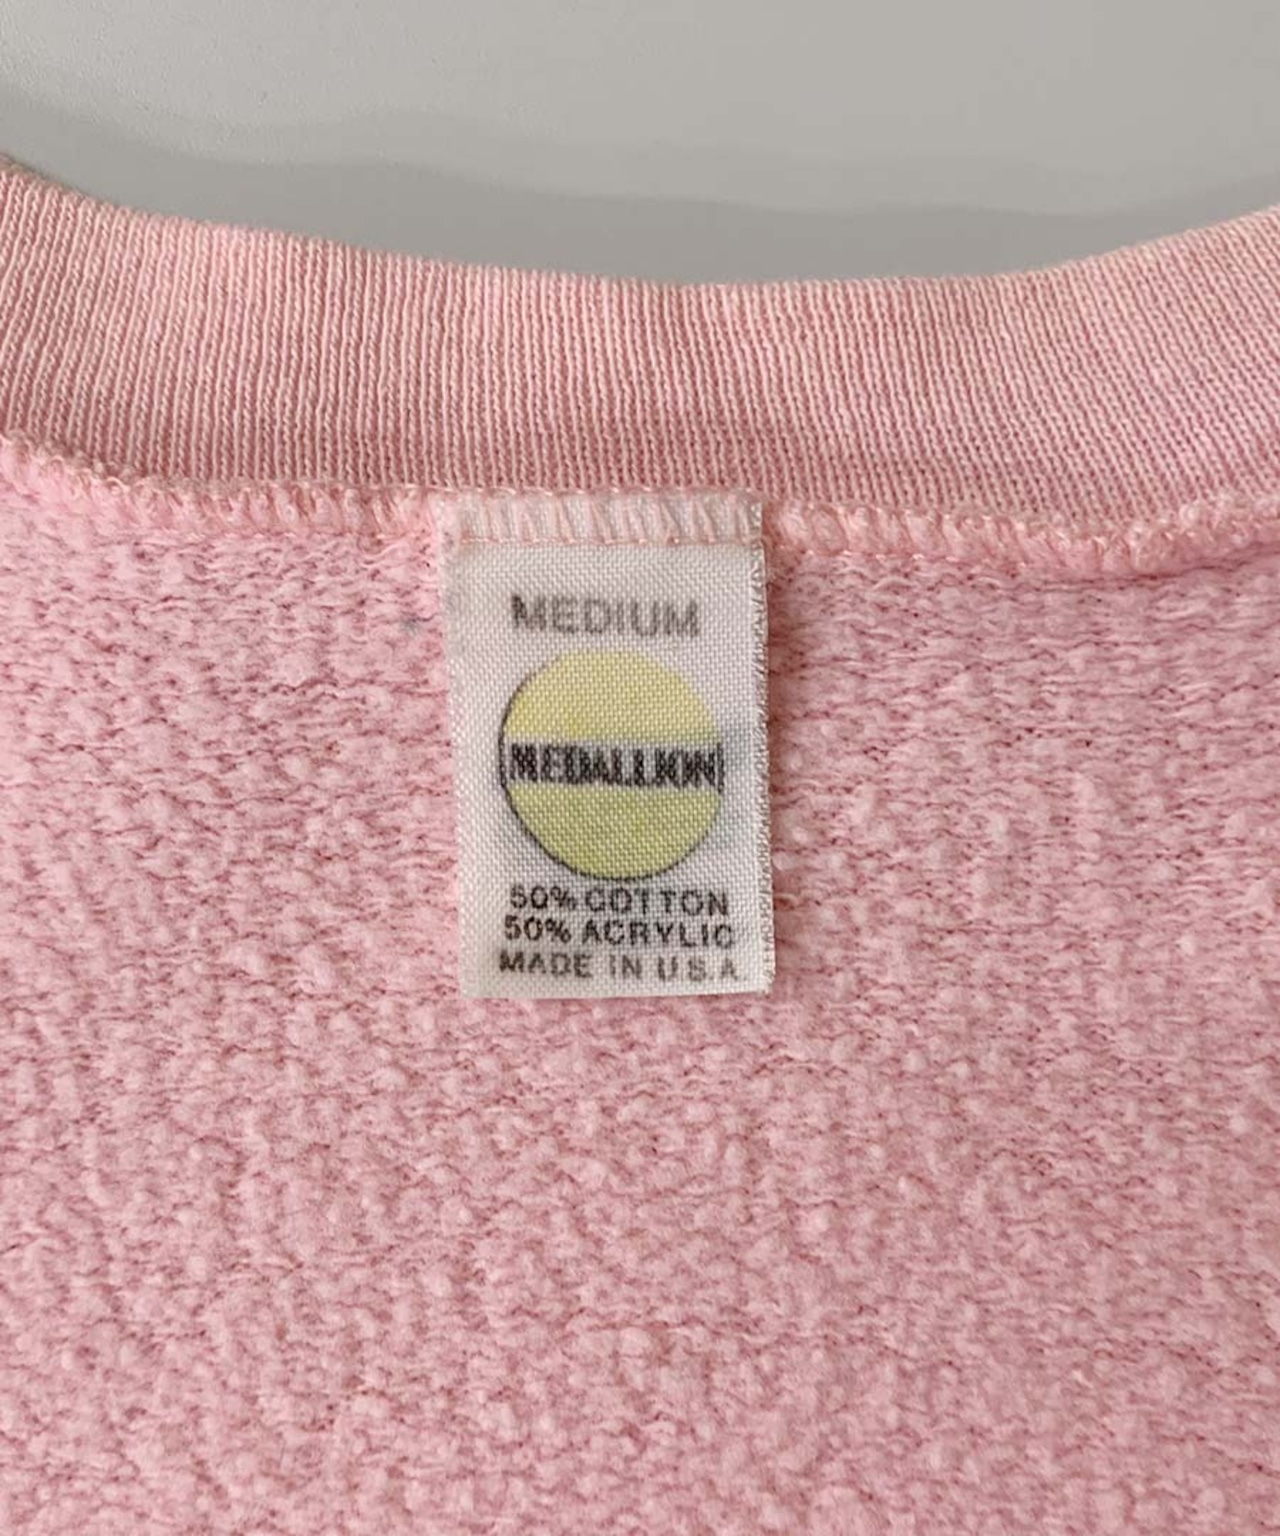 MEDIUM
MEDALLION
50% COTTON
50% ACRYLIC
MADE IN U.S.A.